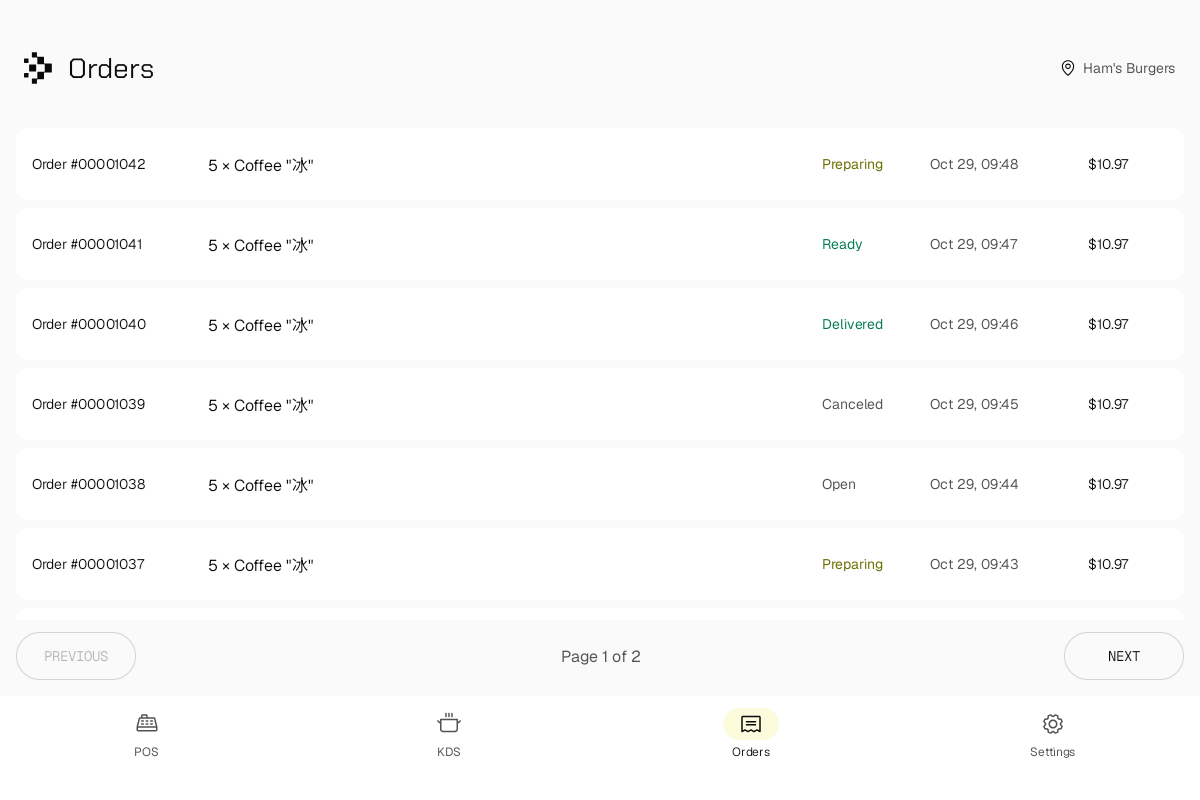 Orders
Ham's Burgers
Order #00001042 5 × Coffee "冰" Preparing Oct 29, 09:48 $10.97
Order #00001041 5 × Coffee "冰" Ready Oct 29, 09:47 $10.97
Order #00001040 5 × Coffee "冰" Delivered Oct 29, 09:46 $10.97
Order #00001039 5 × Coffee "冰" Canceled Oct 29, 09:45 $10.97
Order #00001038 5 × Coffee "冰" Open Oct 29, 09:44 $10.97
Order #00001037 5 × Coffee "冰" Preparing Oct 29, 09:43 $10.97
PREVIOUS Page 1 of 2 NEXT
POS KDS Orders Settings